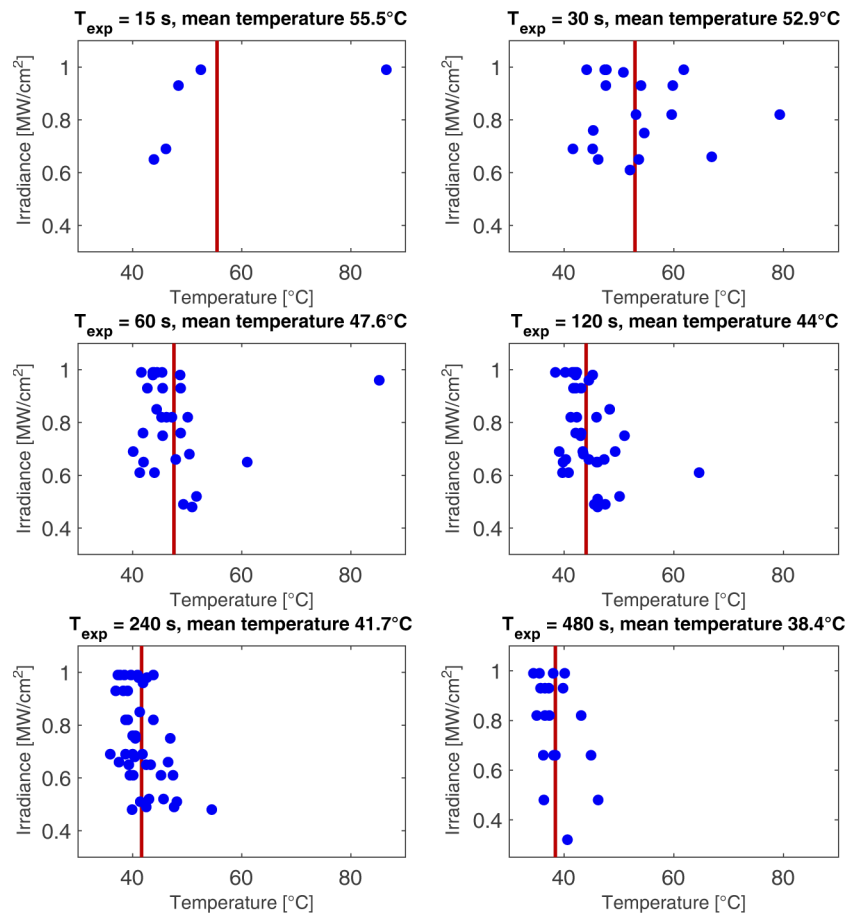 T_exp = 15 s, mean temperature 55.5°C
1
0.8
0.6
0.4
Irradiance [MW/cm²]
40 60 80
Temperature [°C]
T_exp = 30 s, mean temperature 52.9°C
1
0.8
0.6
0.4
Irradiance [MW/cm²]
40 60 80
Temperature [°C]
T_exp = 60 s, mean temperature 47.6°C
1
0.8
0.6
0.4
Irradiance [MW/cm²]
40 60 80
Temperature [°C]
T_exp = 120 s, mean temperature 44°C
1
0.8
0.6
0.4
Irradiance [MW/cm²]
40 60 80
Temperature [°C]
T_exp = 240 s, mean temperature 41.7°C
1
0.8
0.6
0.4
Irradiance [MW/cm²]
40 60 80
Temperature [°C]
T_exp = 480 s, mean temperature 38.4°C
1
0.8
0.6
0.4
Irradiance [MW/cm²]
40 60 80
Temperature [°C]